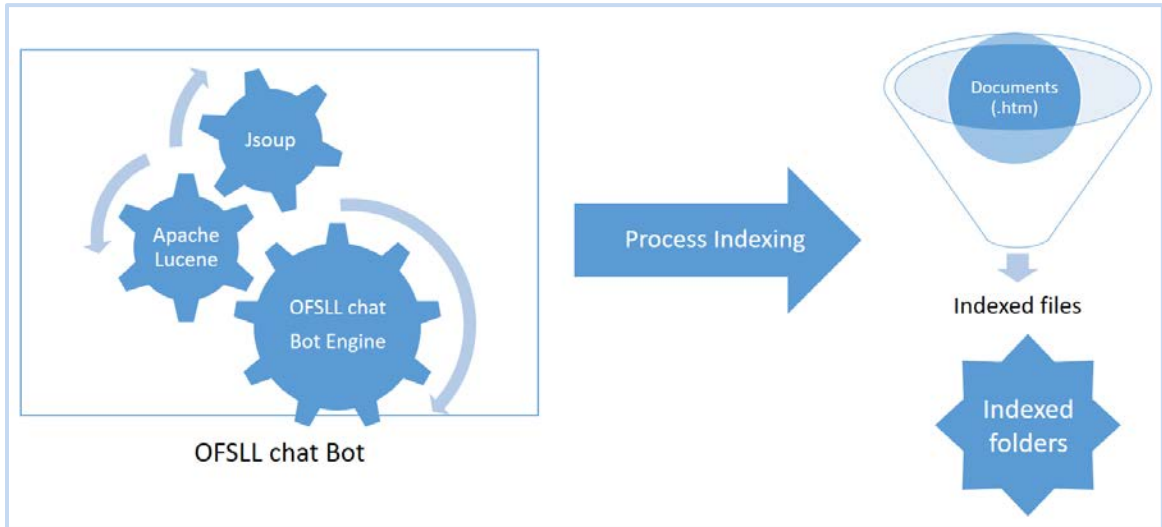 Jsoup
Apache
Lucene
OFSLL chat
Bot Engine
OFSLL chat Bot
Process Indexing
Documents
(.htm)
Indexed files
Indexed
folders